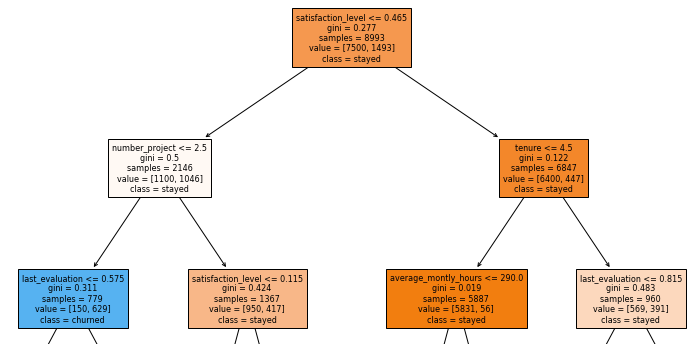 satisfaction_level <= 0.465
gini = 0.277
samples = 8993
value = [7500, 1493]
class = stayed
number_project <= 2.5
gini = 0.5
samples = 2146
value = [1100, 1046]
class = stayed
tenure <= 4.5
gini = 0.122
samples = 6847
value = [6400, 447]
class = stayed
last_evaluation <= 0.575
gini = 0.311
samples = 779
value = [150, 629]
class = churned
satisfaction_level <= 0.115
gini = 0.424
samples = 1367
value = [950, 417]
class = stayed
average_montly_hours <= 290.0
gini = 0.019
samples = 5887
value = [5831, 56]
class = stayed
last_evaluation <= 0.815
gini = 0.483
samples = 960
value = [569, 391]
class = stayed